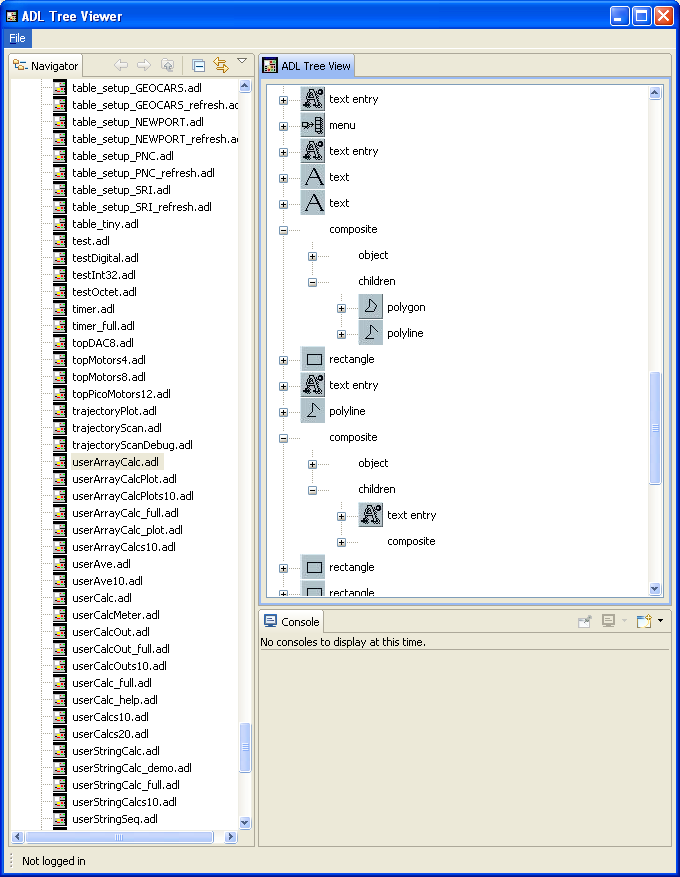 ADL Tree Viewer
File
Navigator
table_setup_GEOCARS.adl
table_setup_GEOCARS_refresh.ad
table_setup_NEWPORT.adl
table_setup_NEWPORT_refresh.a
table_setup_PNC.adl
table_setup_PNC_refresh.adl
table_setup_SRI.adl
table_setup_SRI_refresh.adl
table_tiny.adl
test.adl
testDigital.adl
testInt32.adl
testOctet.adl
timer.adl
timer_full.adl
topDAC8.adl
topMotors4.adl
topMotors8.adl
topPicoMotors12.adl
trajectoryPlot.adl
trajectoryScan.adl
trajectoryScanDebug.adl
userArrayCalc.adl
userArrayCalcPlot.adl
userArrayCalcPlots10.adl
userArrayCalc_full.adl
userArrayCalc_plot.adl
userArrayCalcs10.adl
userAve.adl
userAve10.adl
userCalc.adl
userCalcMeter.adl
userCalcOut.adl
userCalcOut_full.adl
userCalcOuts10.adl
userCalc_full.adl
userCalc_help.adl
userCalcs10.adl
userCalcs20.adl
userStringCalc.adl
userStringCalc_demo.adl
userStringCalc_full.adl
userStringCalcs10.adl
userStringSeq.adl
ADL Tree View
text entry
menu
text entry
text
text
composite
object
children
polygon
polyline
rectangle
text entry
polyline
composite
object
children
text entry
composite
rectangle
rectangle
Console
No consoles to display at this time.
Not logged in